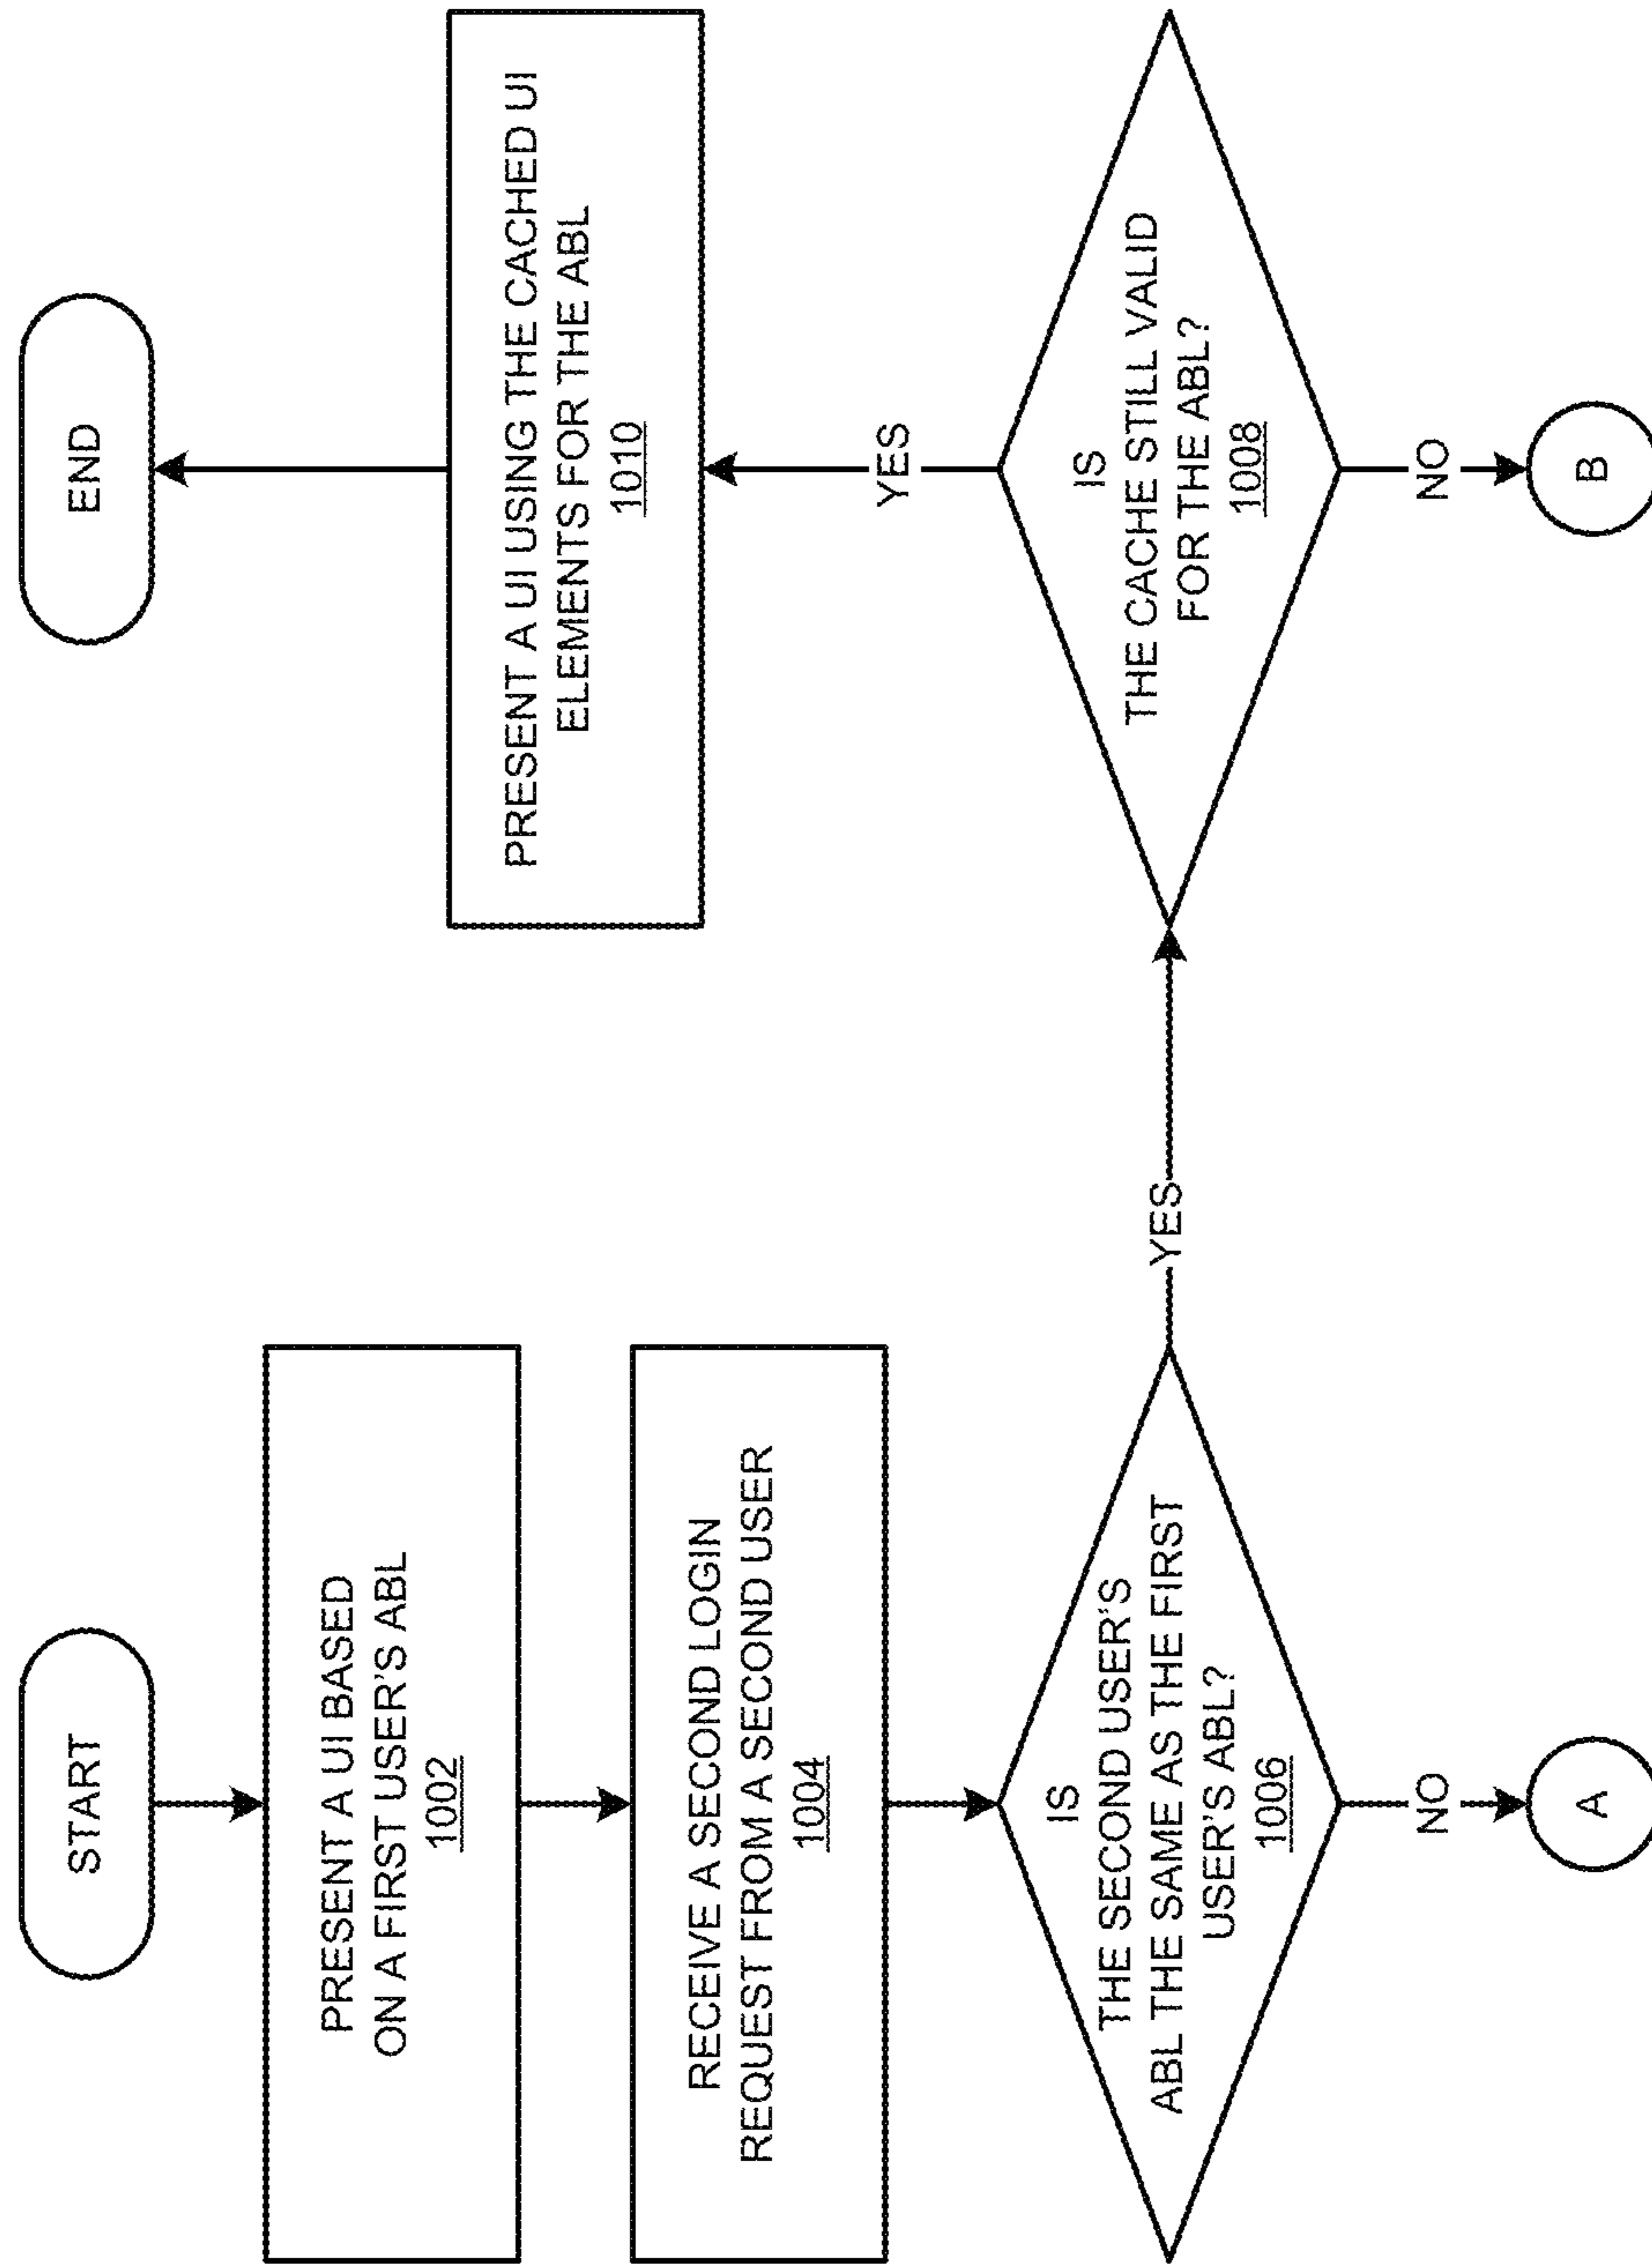 START
PRESENT A UI BASED
ON A FIRST USER'S ABL
1002
RECEIVE A SECOND LOGIN
REQUEST FROM A SECOND USER
1004
IS
THE SECOND USER'S
ABL THE SAME AS THE FIRST
USER'S ABL?
1006
NO
A
YES
IS
THE CACHE STILL VALID
FOR THE ABL?
1008
NO
B
YES
PRESENT A UI USING THE CACHED UI
ELEMENTS FOR THE ABL
1010
END